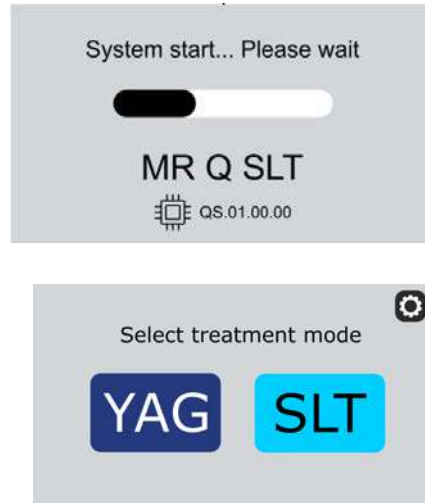 System start... Please wait
MR Q SLT
QS.01.00.00
Select treatment mode
YAG SLT